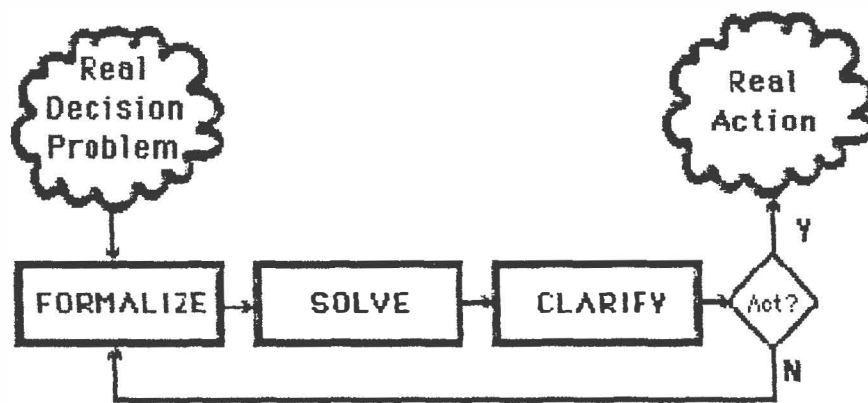 Real
Decision
Problem
Real
Action
Y
FORMALIZE
SOLVE
CLARIFY
Act?
N